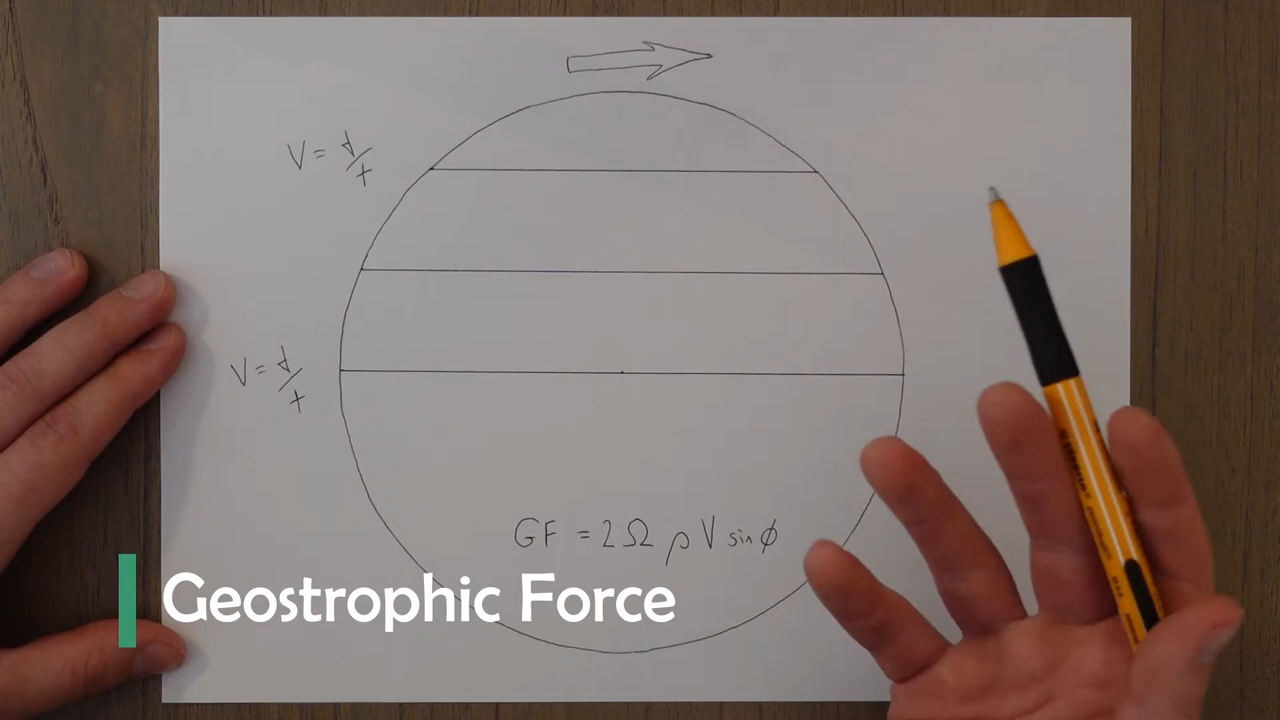 V = d/t
V = d/t
GF = 2Ω ρ V sin ϕ
Geostrophic Force